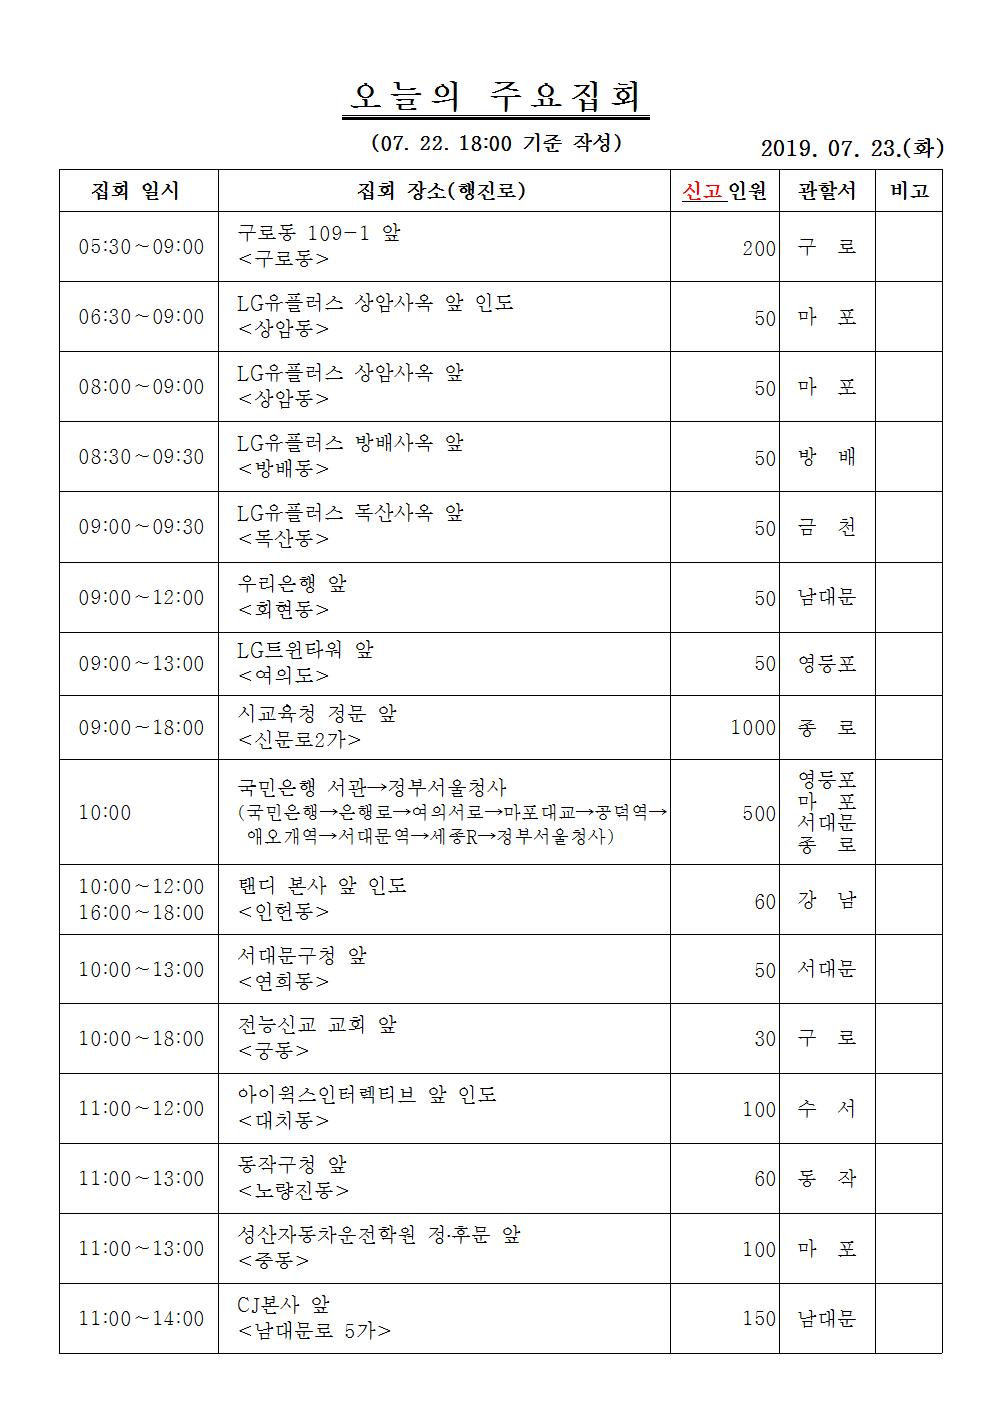 오늘의 주요집회
(07. 22. 18:00 기준 작성)
2019. 07. 23.(화)
집회 일시 집회 장소(행진로) 신고인원 관할서 비고
05:30~09:00 구로동 109-1 앞 200 구 로
<구로동>
06:30~09:00 LG유플러스 상암사옥 앞 인도 50 마 포
<상암동>
08:00~09:00 LG유플러스 상암사옥 앞 50 마 포
<상암동>
08:30~09:30 LG유플러스 방배사옥 앞 50 방 배
<방배동>
09:00~09:30 LG유플러스 독산사옥 앞 50 금 천
<독산동>
09:00~12:00 우리은행 앞 50 남대문
<회현동>
09:00~13:00 LG트윈타워 앞 50 영등포
<여의도>
09:00~18:00 시교육청 정문 앞 1000 종 로
<신문로2가>
10:00 국민은행 서관→정부서울청사 500 영등포
(국민은행→은행로→여의서로→마포대교→공덕역→ 마 포
애오개역→서대문역→세종R→정부서울청사) 서대문
종 로
10:00~12:00 탠디 본사 앞 인도 60 강 남
16:00~18:00 <인헌동>
10:00~13:00 서대문구청 앞 50 서대문
<연희동>
10:00~18:00 전능신교 교회 앞 30 구 로
<궁동>
11:00~12:00 아이윅스인터렉티브 앞 인도 100 수 서
<대치동>
11:00~13:00 동작구청 앞 60 동 작
<노량진동>
11:00~13:00 성산자동차운전학원 정·후문 앞 100 마 포
<중동>
11:00~14:00 CJ본사 앞 150 남대문
<남대문로 5가>